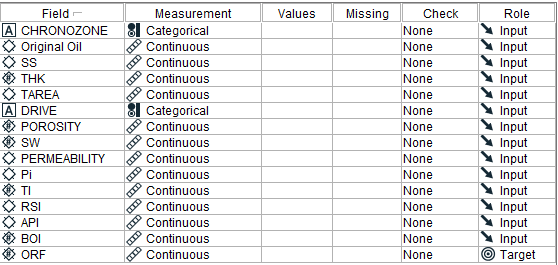 Field Measurement Values Missing Check Role
A CHRONOZONE Categorical None Input
Original Oil Continuous None Input
SS Continuous None Input
THK Continuous None Input
TAREA Continuous None Input
A DRIVE Categorical None Input
POROSITY Continuous None Input
SW Continuous None Input
PERMEABILITY Continuous None Input
Pi Continuous None Input
TI Continuous None Input
RSI Continuous None Input
API Continuous None Input
BOI Continuous None Input
ORF Continuous None Target